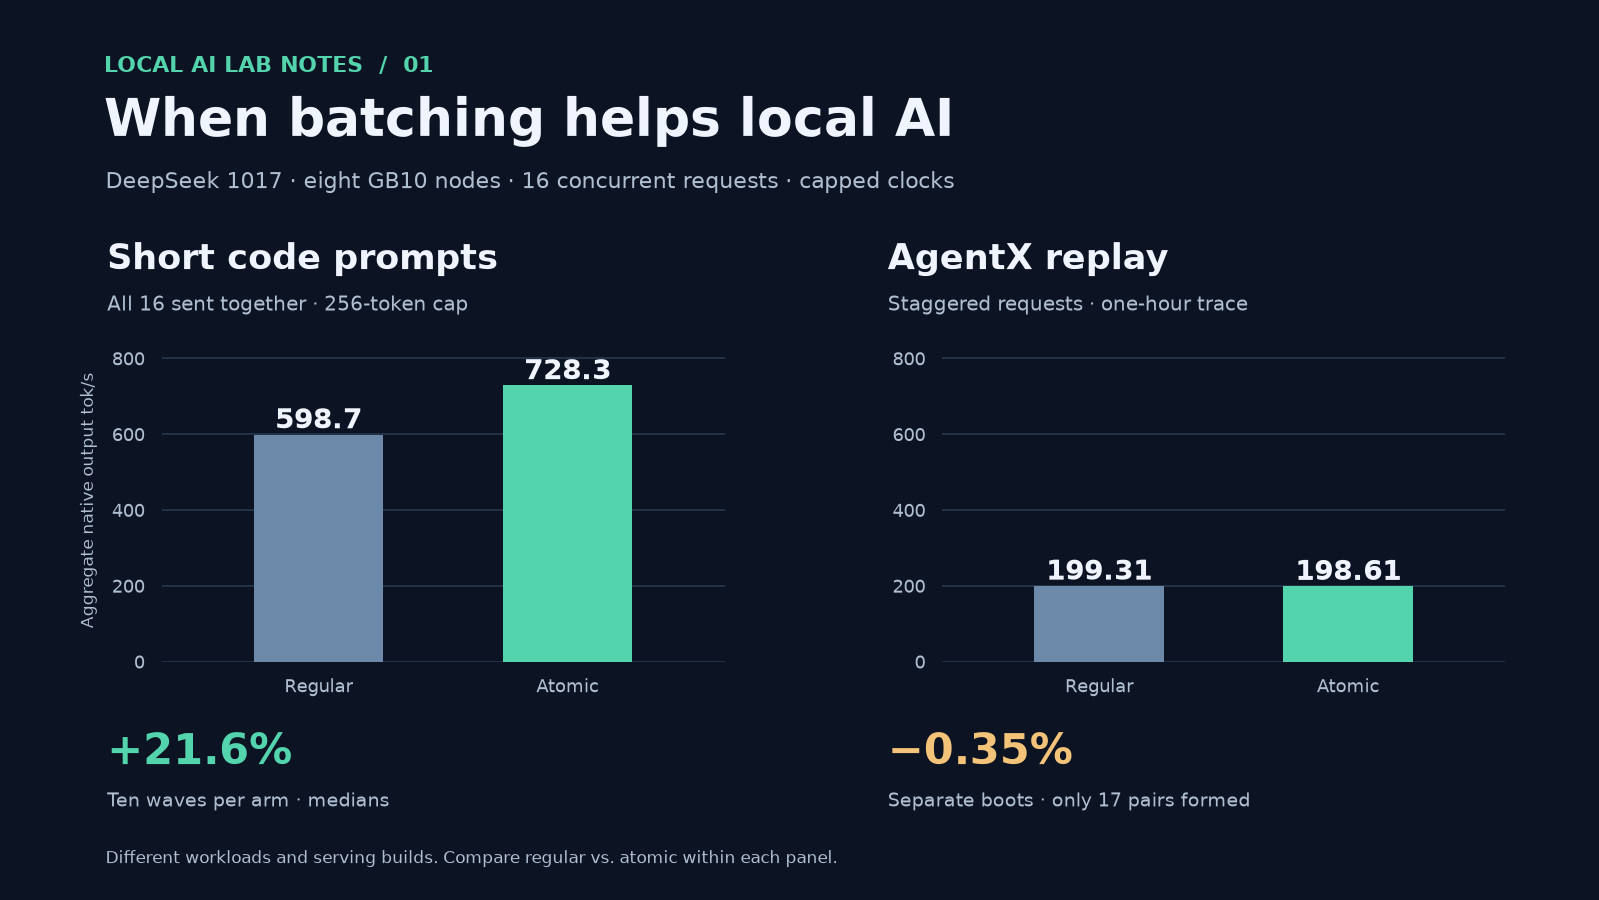 LOCAL AI LAB NOTES / 01
When batching helps local AI
DeepSeek 1017 · eight GB10 nodes · 16 concurrent requests · capped clocks
Short code prompts
All 16 sent together · 256-token cap
Aggregate native output tok/s
800
600
400
200
0
598.7
728.3
Regular
Atomic
+21.6%
Ten waves per arm · medians
AgentX replay
Staggered requests · one-hour trace
800
600
400
200
0
199.31
198.61
Regular
Atomic
−0.35%
Separate boots · only 17 pairs formed
Different workloads and serving builds. Compare regular vs. atomic within each panel.